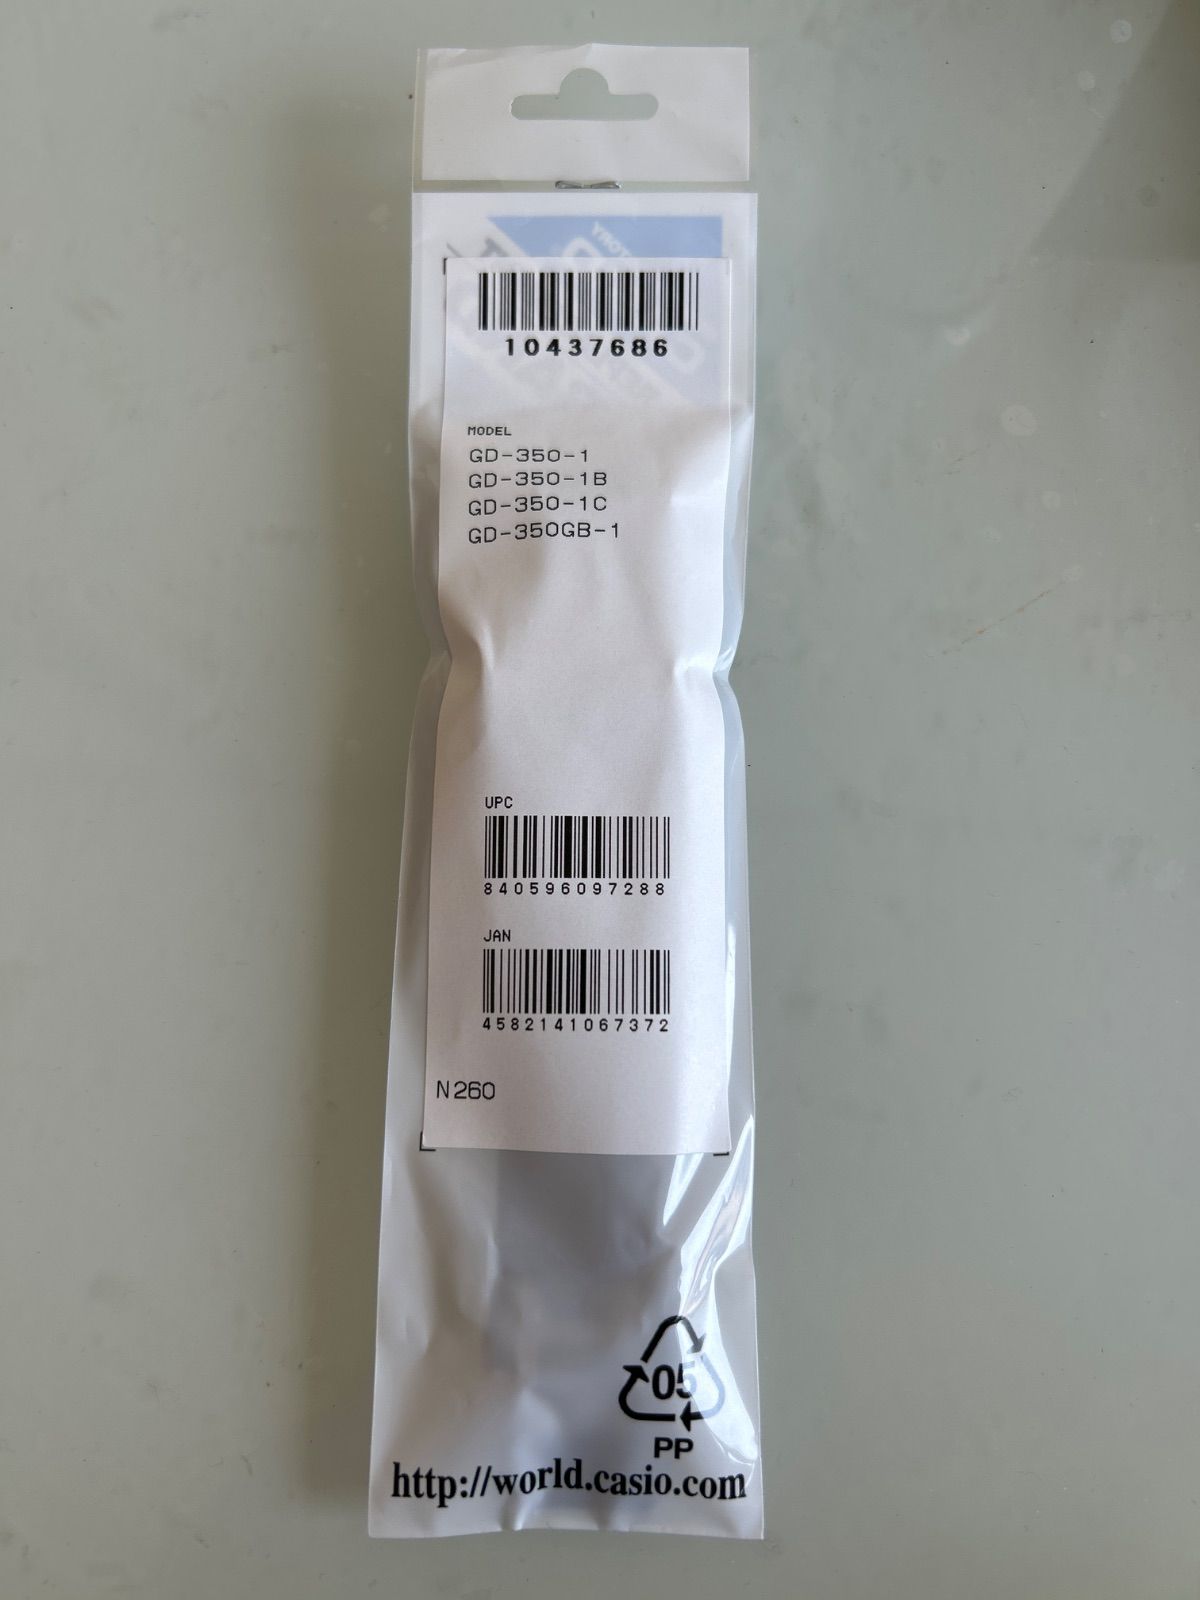 10437686
MODEL
GD-350-1
GD-350-1B
GD-350-1C
GD-350GB-1
UPC
840596097288
JAN
4582141067372
N260
05
PP
http://world.casio.com